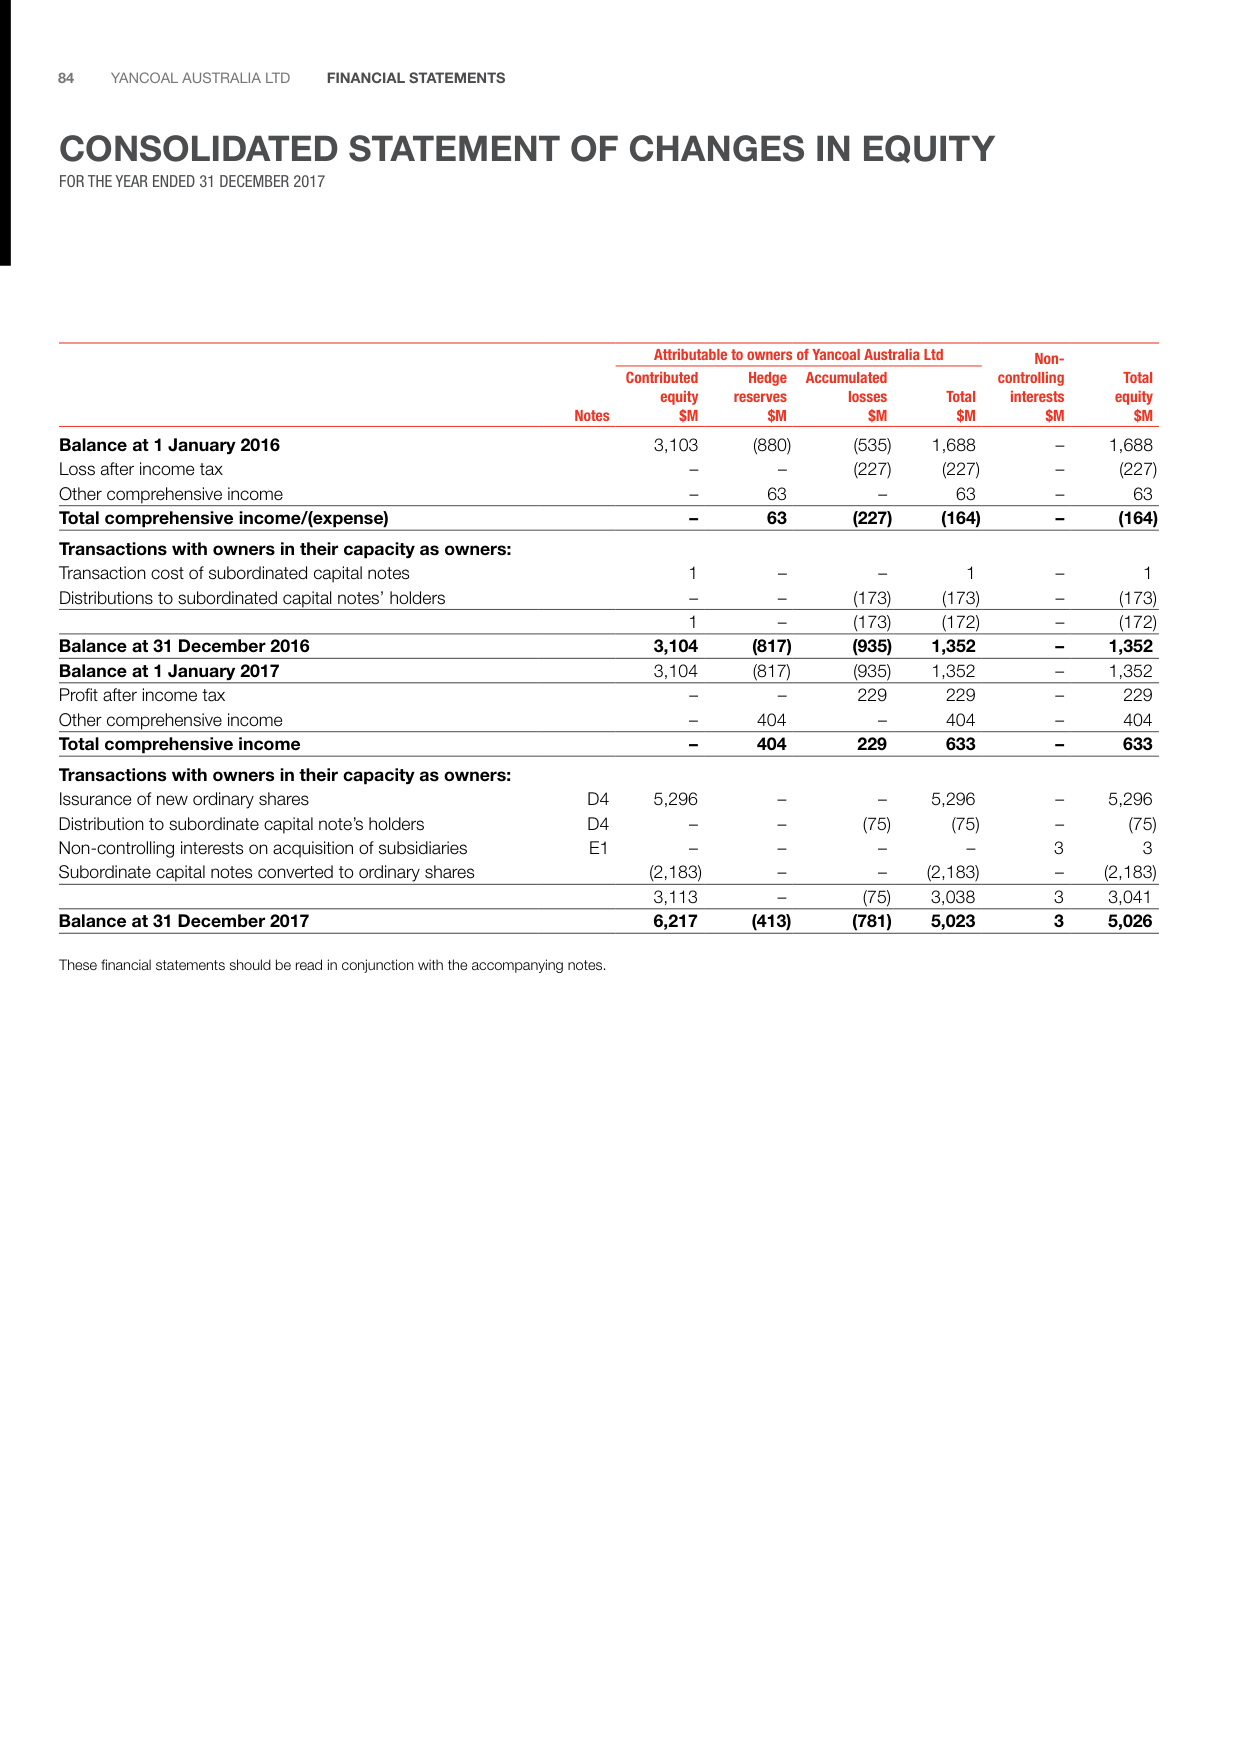 84 YANCOAL AUSTRALIA LTD FINANCIAL STATEMENTS
CONSOLIDATED STATEMENT OF CHANGES IN EQUITY
FOR THE YEAR ENDED 31 DECEMBER 2017
Attributable to owners of Yancoal Australia Ltd Non-
Contributed Hedge Accumulated controlling Total
equity reserves losses Total interests equity
Notes $M $M $M $M $M $M
Balance at 1 January 2016 3,103 (880) (535) 1,688 – 1,688
Loss after income tax – – (227) (227) – (227)
Other comprehensive income – 63 – 63 – 63
Total comprehensive income/(expense) – 63 (227) (164) – (164)
Transactions with owners in their capacity as owners:
Transaction cost of subordinated capital notes 1 – – 1 – 1
Distributions to subordinated capital notes’ holders – – (173) (173) – (173)
1 – (173) (172) – (172)
Balance at 31 December 2016 3,104 (817) (935) 1,352 – 1,352
Balance at 1 January 2017 3,104 (817) (935) 1,352 – 1,352
Profit after income tax – – 229 229 – 229
Other comprehensive income – 404 – 404 – 404
Total comprehensive income – 404 229 633 – 633
Transactions with owners in their capacity as owners:
Issurance of new ordinary shares D4 5,296 – – 5,296 – 5,296
Distribution to subordinate capital note’s holders D4 – – (75) (75) – (75)
Non-controlling interests on acquisition of subsidiaries E1 – – – – 3 3
Subordinate capital notes converted to ordinary shares (2,183) – – (2,183) – (2,183)
3,113 – (75) 3,038 3 3,041
Balance at 31 December 2017 6,217 (413) (781) 5,023 3 5,026
These financial statements should be read in conjunction with the accompanying notes.